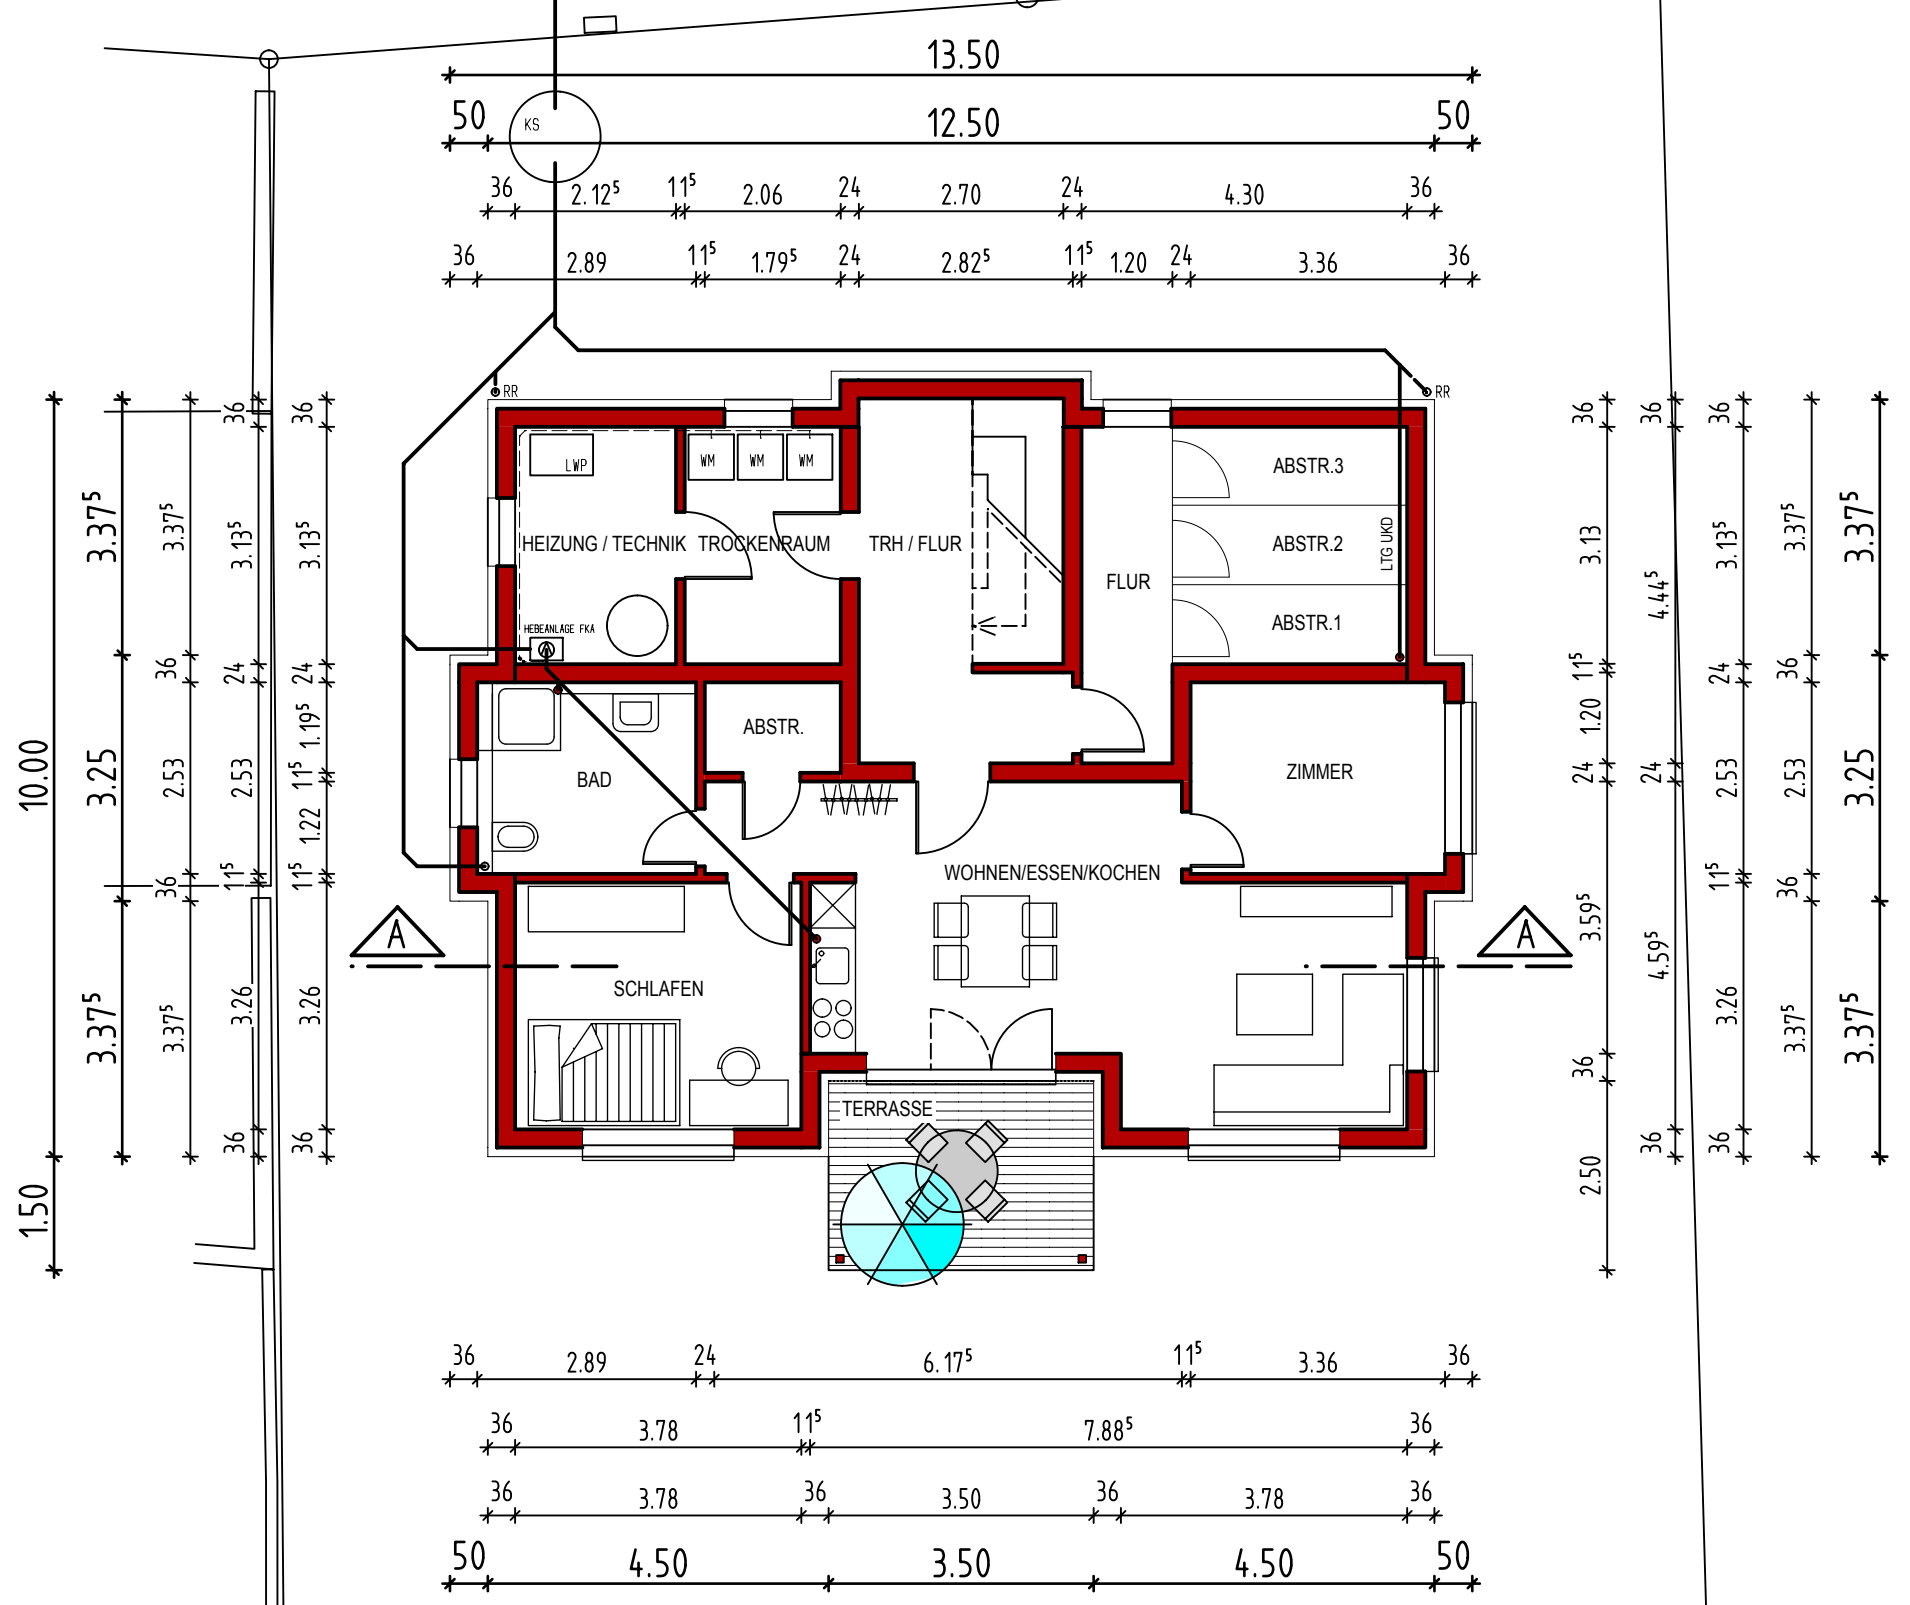 13.50
50 12.50 50
KS
36 2.12⁵ 11⁵ 2.06 24 2.70 24 4.30 36
36 2.89 11⁵ 1.79⁵ 24 2.82⁵ 11⁵ 1.20 24 3.36 36
RR RR
LWP WM WM WM
ABSTR.3
HEIZUNG / TECHNIK TROCKENRAUM TRH / FLUR ABSTR.2
LTG UKD
FLUR
HEBEANLAGE FKA ABSTR.1
ABSTR.
BAD ZIMMER
WOHNEN/ESSEN/KOCHEN
A A
SCHLAFEN
TERRASSE
10.00 1.50
3.37⁵ 3.25 3.37⁵
3.37⁵ 36 2.53 36 3.37⁵
36 3.13⁵ 24 2.53 11⁵ 3.26 36
36 3.13⁵ 24 1.19⁵ 11⁵ 1.22 11⁵ 3.26 36
36 3.13 11⁵ 1.20 24 3.59⁵ 36 2.50
36 4.44⁵ 24 4.59⁵ 36
36 3.13⁵ 24 2.53 11⁵ 3.26 36
3.37⁵ 36 2.53 36 3.37⁵
3.37⁵ 3.25 3.37⁵
36 2.89 24 6.17⁵ 11⁵ 3.36 36
36 3.78 11⁵ 7.88⁵ 36
36 3.78 36 3.50 36 3.78 36
50 4.50 3.50 4.50 50